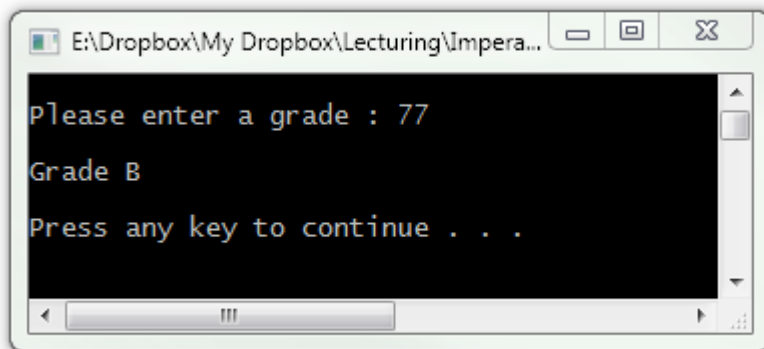 E:\Dropbox\My Dropbox\Lecturing\Impera...
Please enter a grade : 77
Grade B
Press any key to continue . . .